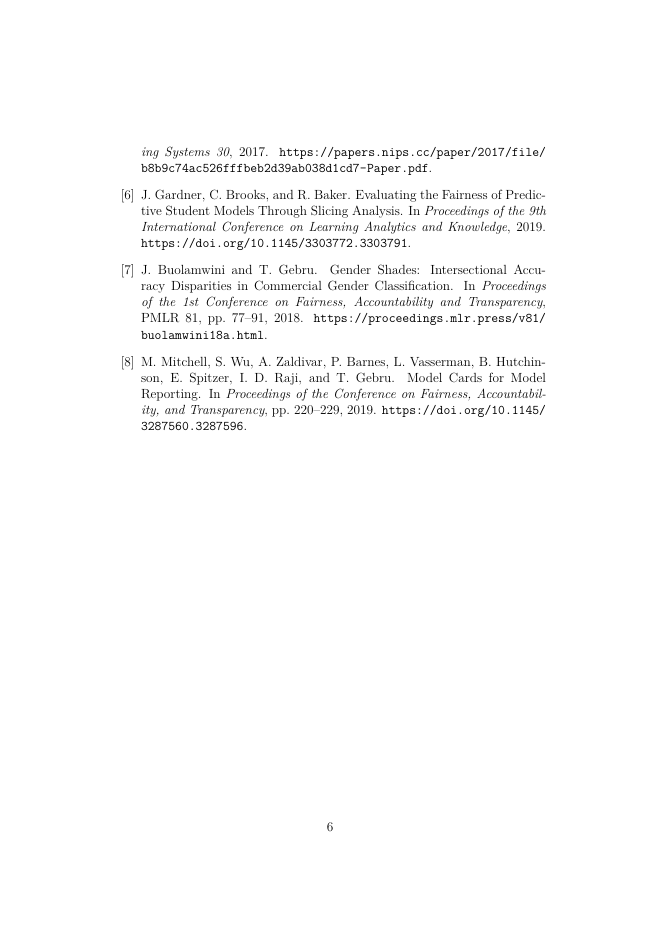 ing Systems 30, 2017. https://papers.nips.cc/paper/2017/file/
b8b9c74ac526fffbeb2d39ab038d1cd7-Paper.pdf.
[6] J. Gardner, C. Brooks, and R. Baker. Evaluating the Fairness of Predic-
tive Student Models Through Slicing Analysis. In Proceedings of the 9th
International Conference on Learning Analytics and Knowledge, 2019.
https://doi.org/10.1145/3303772.3303791.
[7] J. Buolamwini and T. Gebru. Gender Shades: Intersectional Accu-
racy Disparities in Commercial Gender Classification. In Proceedings
of the 1st Conference on Fairness, Accountability and Transparency,
PMLR 81, pp. 77–91, 2018. https://proceedings.mlr.press/v81/
buolamwini18a.html.
[8] M. Mitchell, S. Wu, A. Zaldivar, P. Barnes, L. Vasserman, B. Hutchin-
son, E. Spitzer, I. D. Raji, and T. Gebru. Model Cards for Model
Reporting. In Proceedings of the Conference on Fairness, Accountabil-
ity, and Transparency, pp. 220–229, 2019. https://doi.org/10.1145/
3287560.3287596.
6